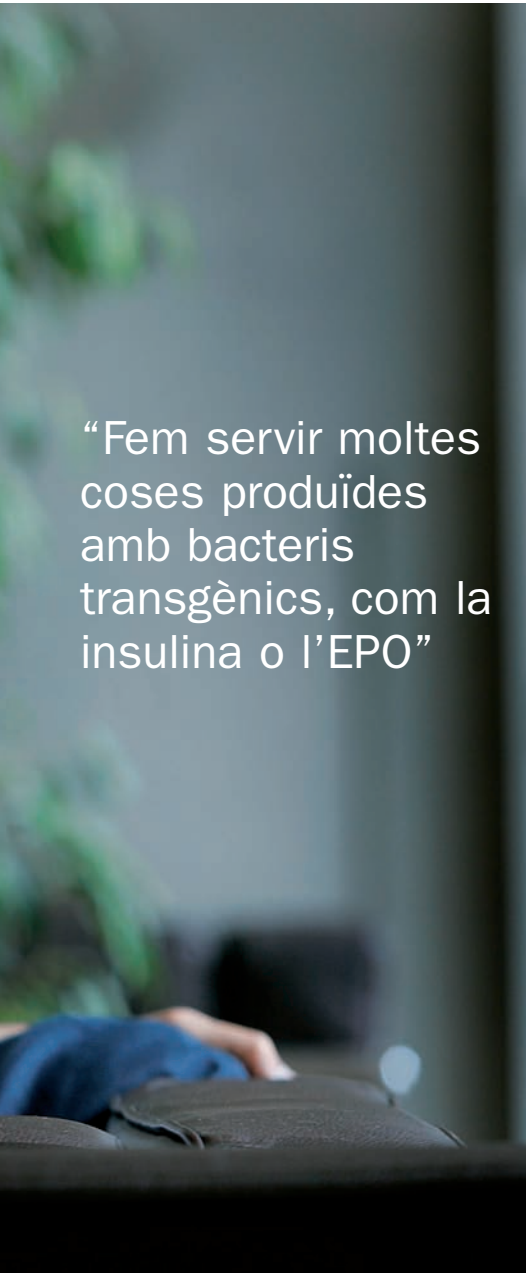 “Fem servir moltes
coses produïdes
amb bacteris
transgènics, com la
insulina o l’EPO”